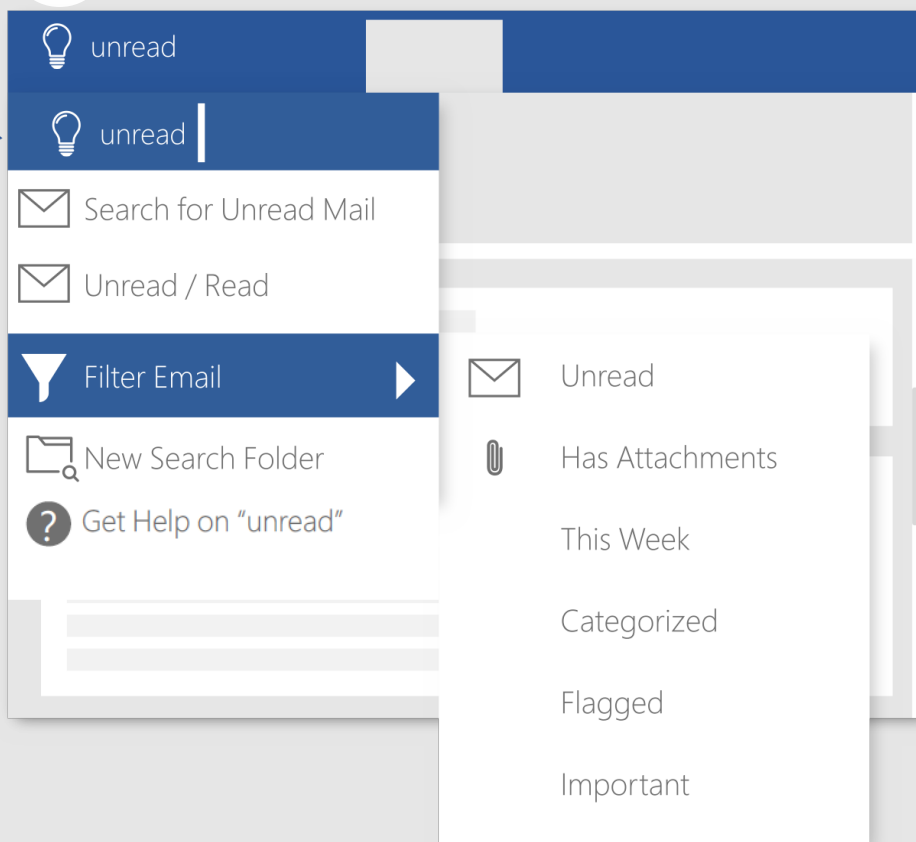 unread
unread
Search for Unread Mail
Unread / Read
Filter Email
New Search Folder
? Get Help on “unread”
Unread
Has Attachments
This Week
Categorized
Flagged
Important